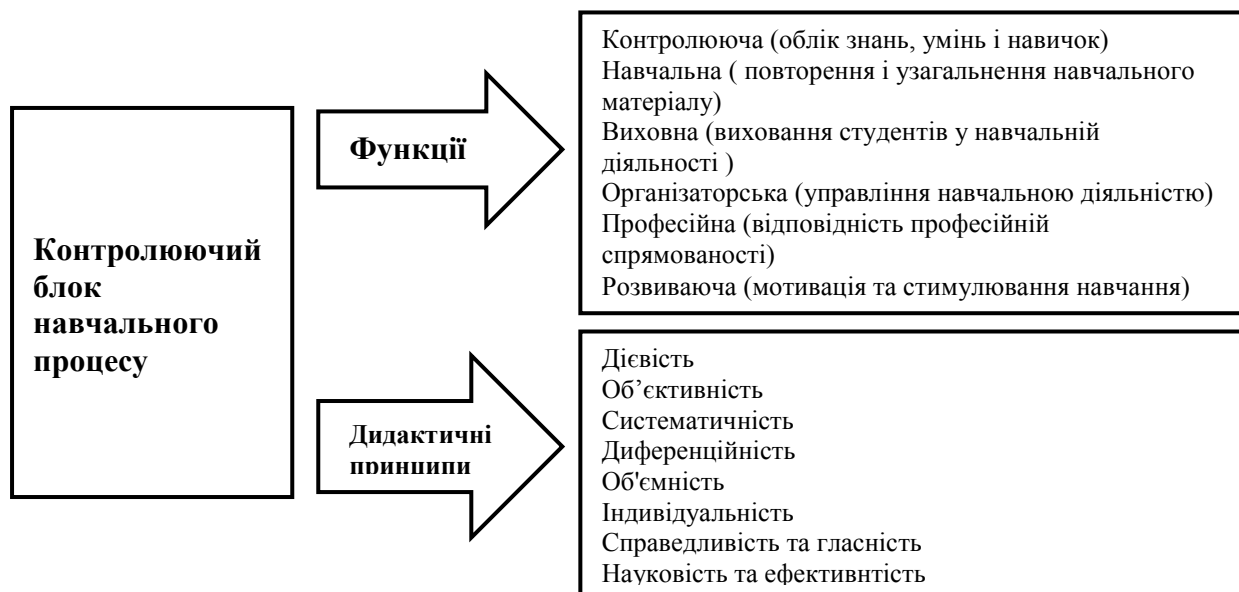 Контролюючий
блок
навчального
процесу
Функції
Контролююча (облік знань, умінь і навичок)
Навчальна ( повторення і узагальнення навчального
матеріалу)
Виховна (виховання студентів у навчальній
діяльності )
Організаторська (управління навчальною діяльністю)
Професійна (відповідність професійній
спрямованості)
Розвиваюча (мотивація та стимулювання навчання)
Дидактичні
принципи
Дієвість
Об’єктивність
Систематичність
Диференційність
Об'ємність
Індивідуальність
Справедливість та гласність
Науковість та ефективнтість